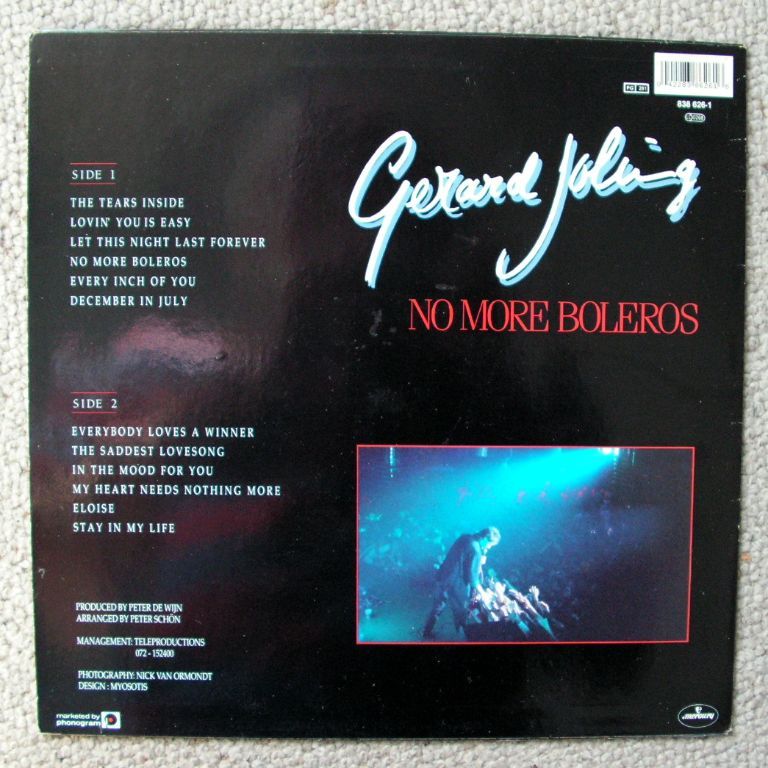 PG 291
838 626-1
Gerard Joling
NO MORE BOLEROS
SIDE 1
THE TEARS INSIDE
LOVIN' YOU IS EASY
LET THIS NIGHT LAST FOREVER
NO MORE BOLEROS
EVERY INCH OF YOU
DECEMBER IN JULY
SIDE 2
EVERYBODY LOVES A WINNER
THE SADDEST LOVESONG
IN THE MOOD FOR YOU
MY HEART NEEDS NOTHING MORE
ELOISE
STAY IN MY LIFE
PRODUCED BY PETER DE WIJN
ARRANGED BY PETER SCHÖN
MANAGEMENT: TELEPRODUCTIONS
072 - 152400
PHOTOGRAPHY: NICK VAN ORMONDT
DESIGN : MYOSOTIS
marketed by
phonogram
mercury